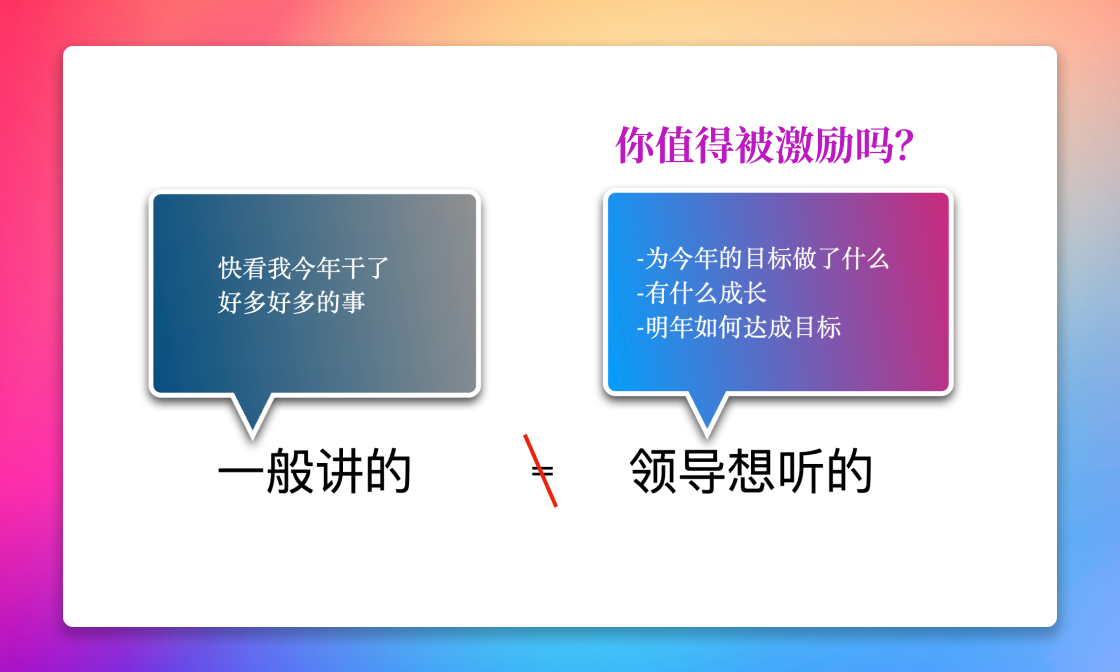 你值得被激励吗？
快看我今年干了
好多好多的事
-为今年的目标做了什么
-有什么成长
-明年如何达成目标
一般讲的
=
领导想听的